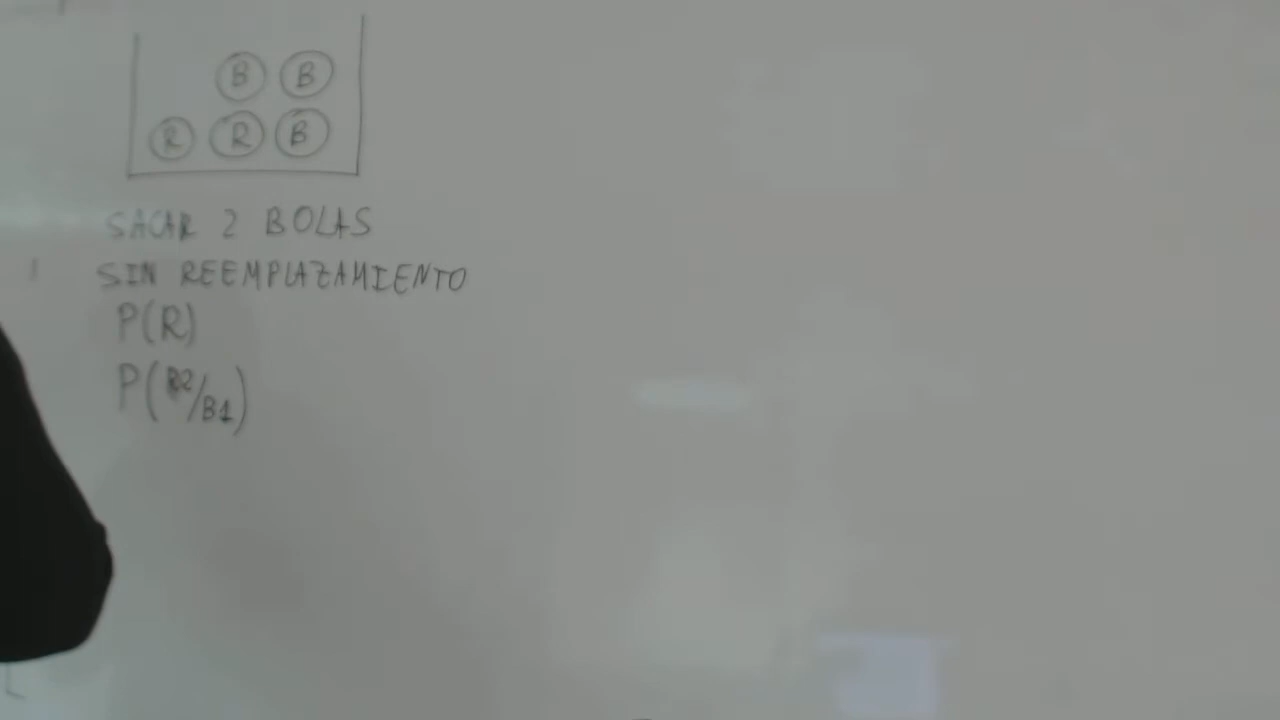 B B
R R B
SACAR 2 BOLAS
SIN REEMPLAZAMIENTO
P(R)
P(R2/B1)